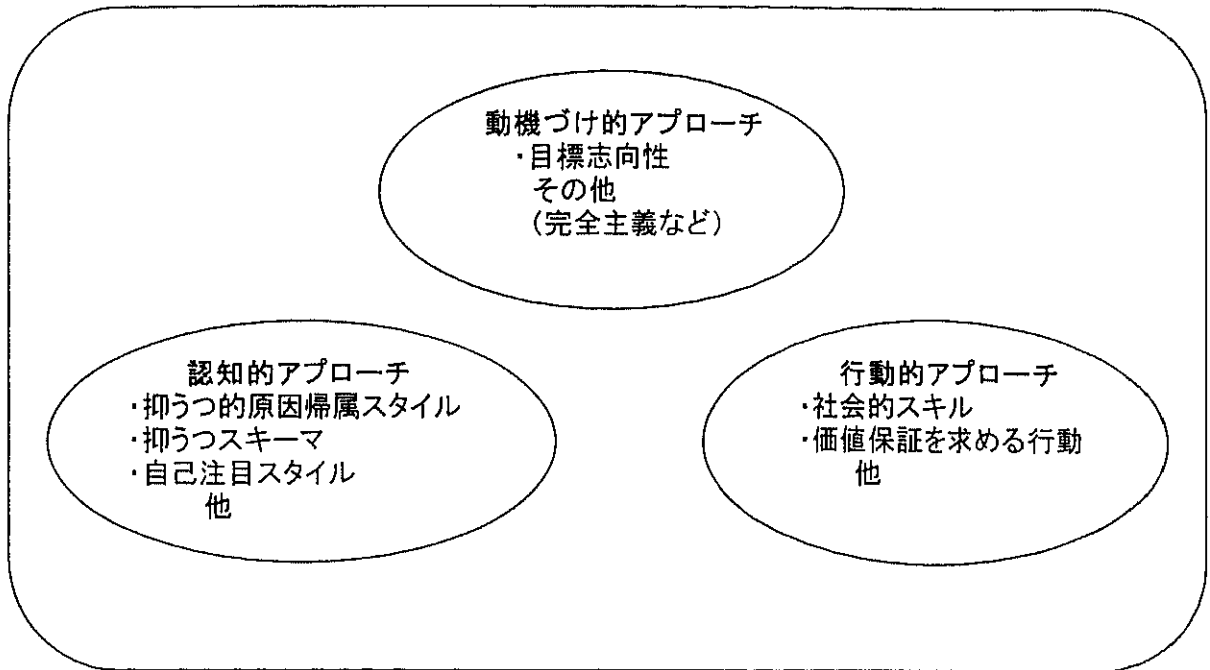 動機づけ的アプローチ
・目標志向性
その他
(完全主義など)
認知的アプローチ
・抑うつ的原因帰属スタイル
・抑うつスキーマ
・自己注目スタイル
他
行動的アプローチ
・社会的スキル
・価値保証を求める行動
他